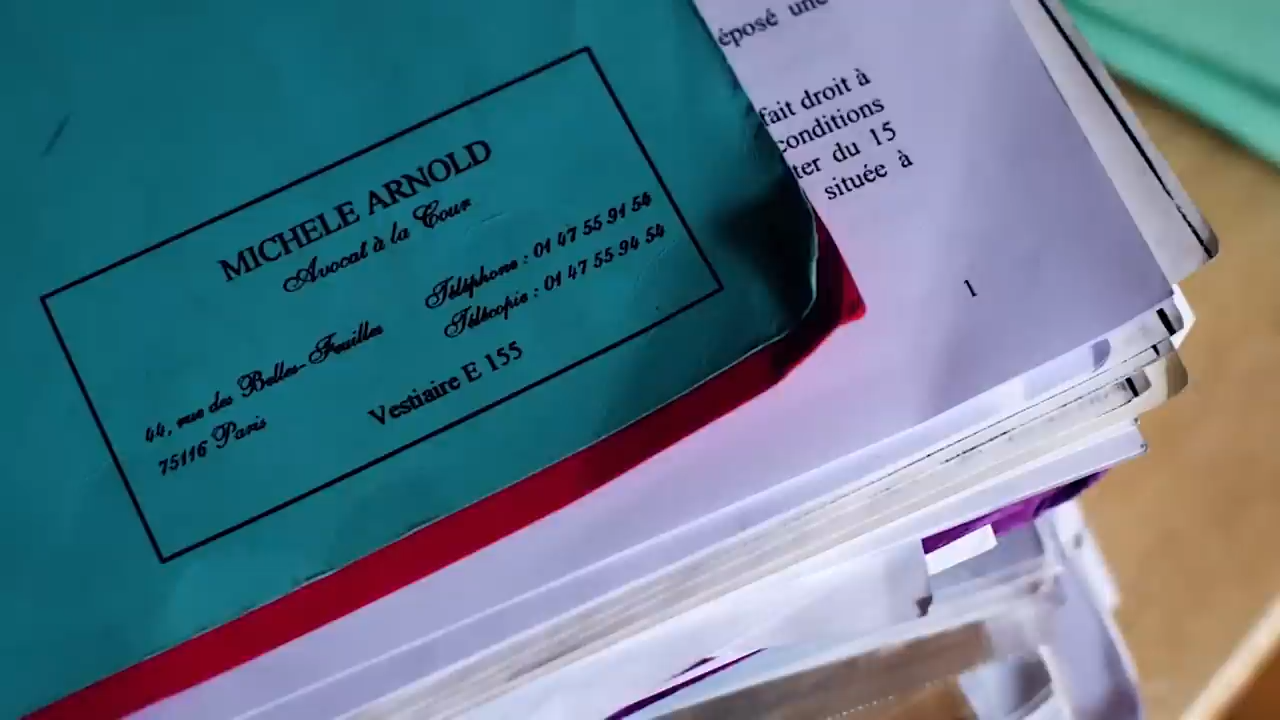 MICHELE ARNOLD
Avocat à la Cour
44, rue des Belles-Feuilles
75116 Paris
Téléphone : 01 47 55 91 54
Télécopie : 01 47 55 94 54
Vestiaire E 155
éposé une
fait droit à
conditions
ter du 15
située à
1